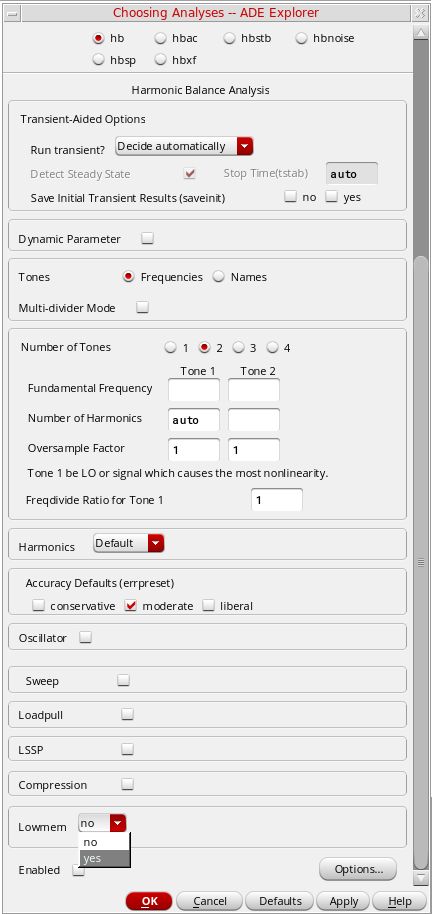 Choosing Analyses -- ADE Explorer
hb hbac hbstb hbnoise
hbsp hbxf
Harmonic Balance Analysis
Transient-Aided Options
Run transient? Decide automatically
Detect Steady State Stop Time(tstab) auto
Save Initial Transient Results (saveinit) no yes
Dynamic Parameter
Tones Frequencies Names
Multi-divider Mode
Number of Tones 1 2 3 4
Tone 1 Tone 2
Fundamental Frequency
Number of Harmonics auto
Oversample Factor 1 1
Tone 1 be LO or signal which causes the most nonlinearity.
Freqdivide Ratio for Tone 1 1
Harmonics Default
Accuracy Defaults (errpreset)
conservative moderate liberal
Oscillator
Sweep
Loadpull
LSSP
Compression
Lowmem no
no
yes
Enabled Options...
OK Cancel Defaults Apply Help